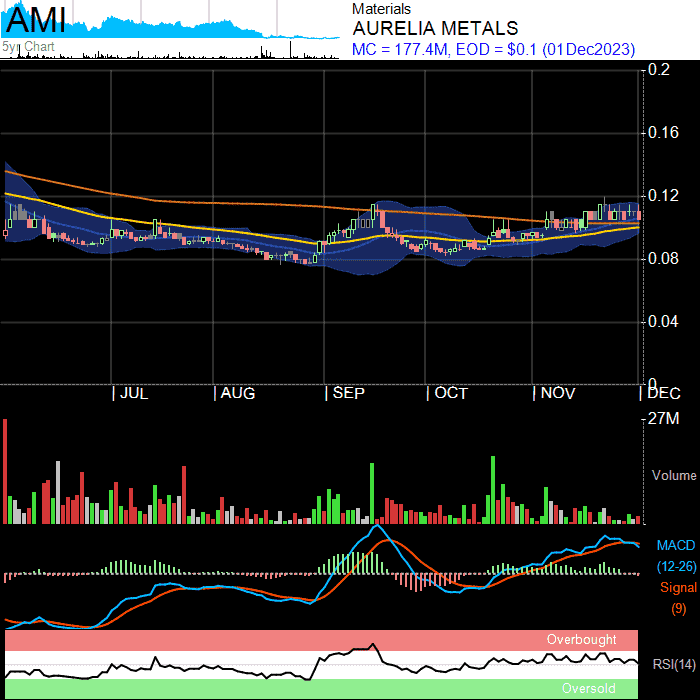 AMI
5yr Chart
Materials
AURELIA METALS
MC = 177.4M, EOD = $0.1 (01Dec2023)
0.2
0.16
0.12
0.08
0.04
0
JUL AUG SEP OCT NOV DEC
27M
Volume
MACD
(12-26)
Signal
(9)
Overbought
RSI(14)
Oversold